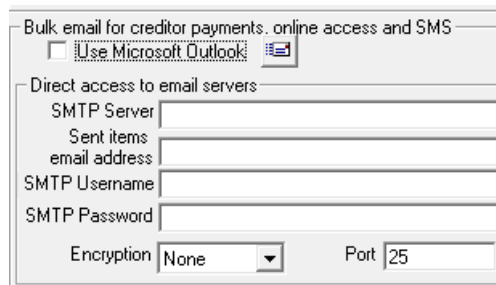 Bulk email for creditor payments. online access and SMS
Use Microsoft Outlook
Direct access to email servers
SMTP Server
Sent items
email address
SMTP Username
SMTP Password
Encryption None Port 25